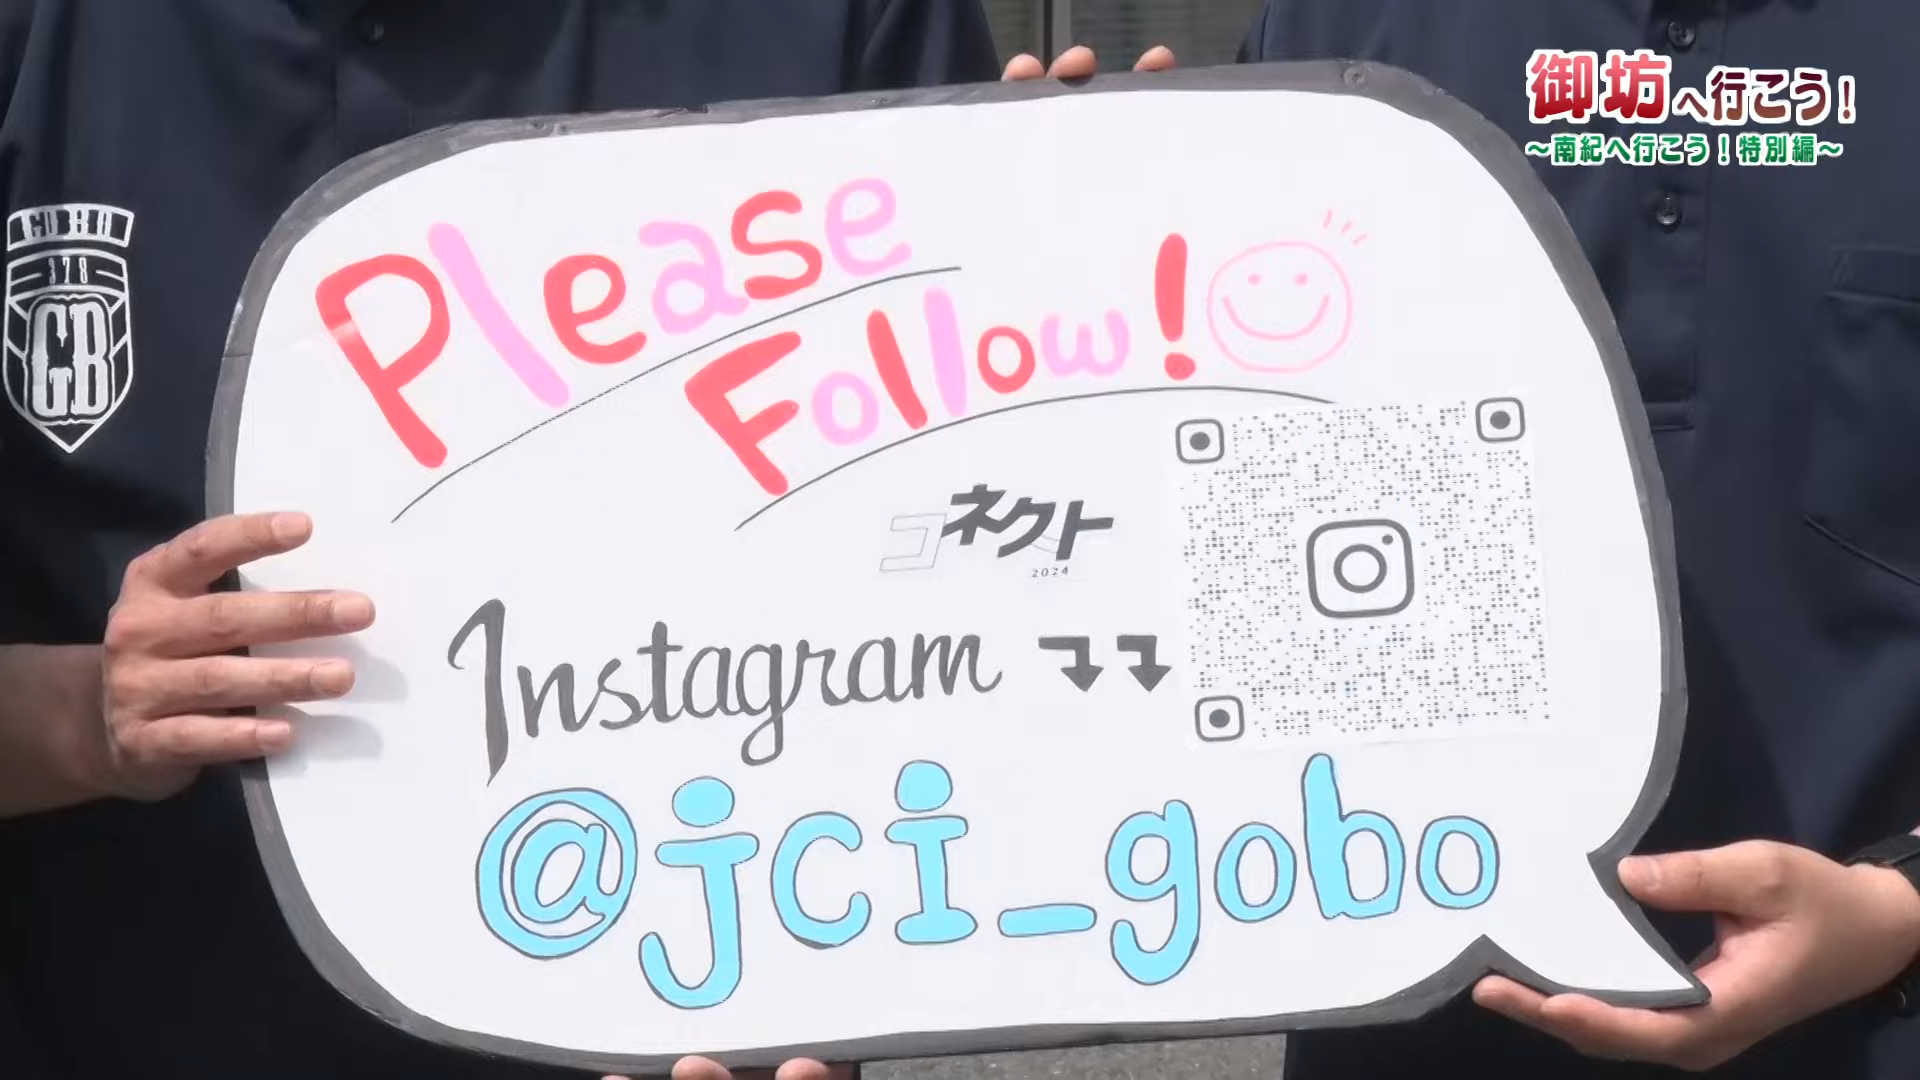 御坊へ行こう！
～南紀へ行こう！特別編～
GOBO
378
GB
Please
Follow!
コネクト
2024
Instagram
@jci_gobo